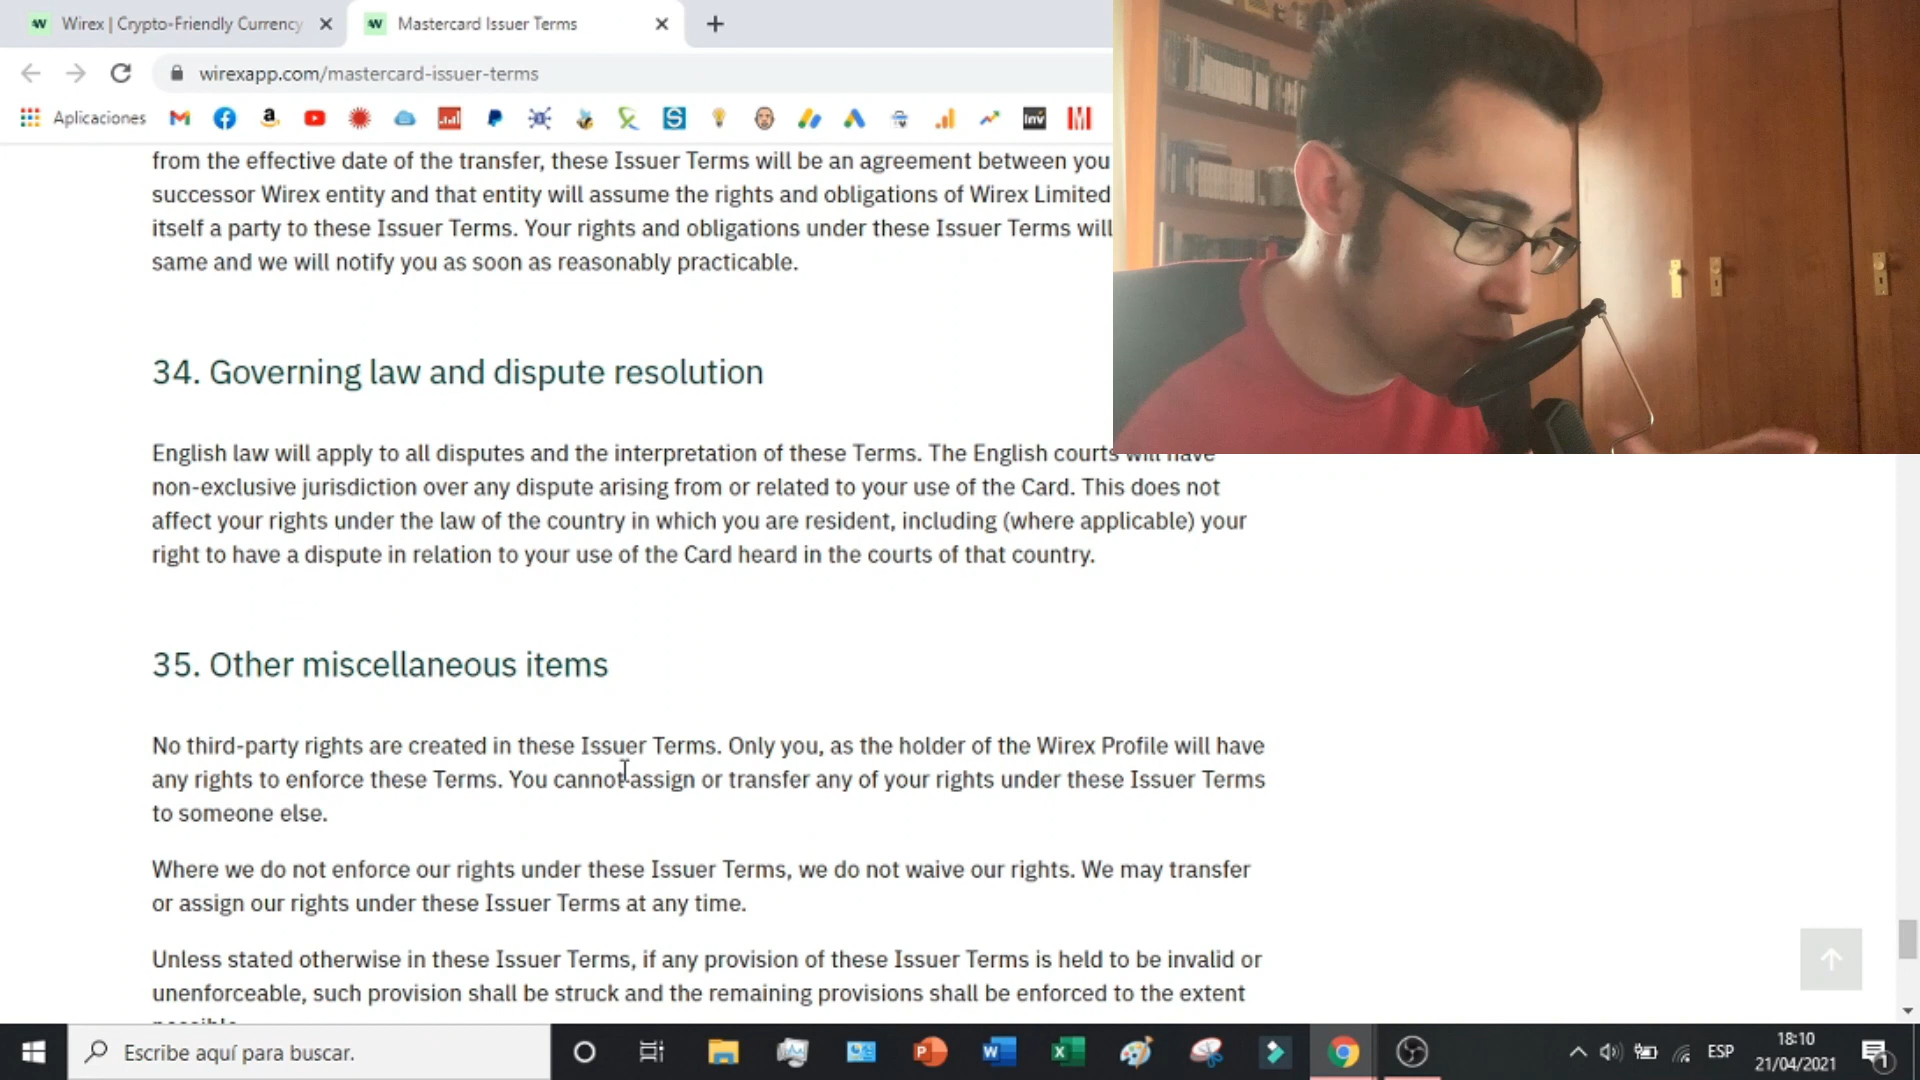 Wirex | Crypto-Friendly Currency
Mastercard Issuer Terms
wirexapp.com/mastercard-issuer-terms
Aplicaciones
from the effective date of the transfer, these Issuer Terms will be an agreement between you
successor Wirex entity and that entity will assume the rights and obligations of Wirex Limited
itself a party to these Issuer Terms. Your rights and obligations under these Issuer Terms will
same and we will notify you as soon as reasonably practicable.
34. Governing law and dispute resolution
English law will apply to all disputes and the interpretation of these Terms. The English courts will have
non-exclusive jurisdiction over any dispute arising from or related to your use of the Card. This does not
affect your rights under the law of the country in which you are resident, including (where applicable) your
right to have a dispute in relation to your use of the Card heard in the courts of that country.
35. Other miscellaneous items
No third-party rights are created in these Issuer Terms. Only you, as the holder of the Wirex Profile will have
any rights to enforce these Terms. You cannot assign or transfer any of your rights under these Issuer Terms
to someone else.
Where we do not enforce our rights under these Issuer Terms, we do not waive our rights. We may transfer
or assign our rights under these Issuer Terms at any time.
Unless stated otherwise in these Issuer Terms, if any provision of these Issuer Terms is held to be invalid or
unenforceable, such provision shall be struck and the remaining provisions shall be enforced to the extent
Escribe aquí para buscar.
ESP
18:10
21/04/2021
1